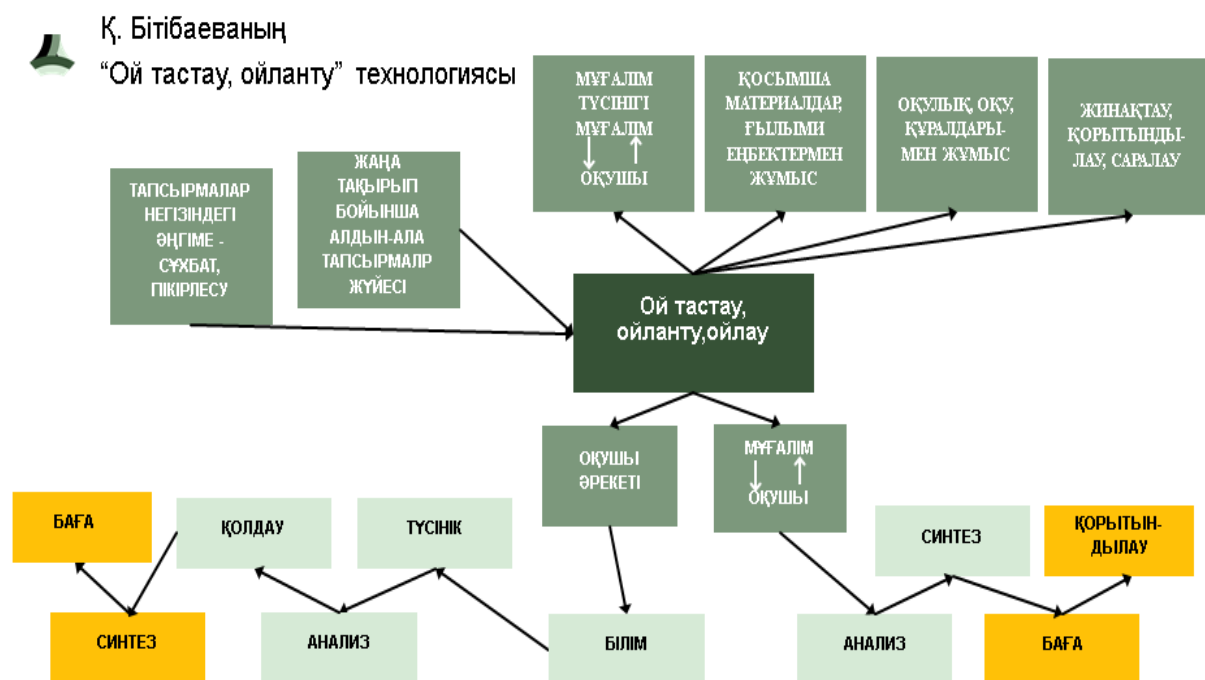 Қ. Бітібаеваның
“Ой тастау, ойланту” технологиясы
МҰҒАЛІМ
ТҮСІНІГІ
МҰҒАЛІМ
ОҚУШЫ
ҚОСЫМША
МАТЕРИАЛДАР,
ҒЫЛЫМИ
ЕҢБЕКТЕРМЕН
ЖҰМЫС
ОҚУЛЫҚ, ОҚУ,
ҚҰРАЛДАРЫ-
МЕН ЖҰМЫС
ЖИНАҚТАУ,
ҚОРЫТЫНДЫ-
ЛАУ, САРАЛАУ
ТАПСЫРМАЛАР
НЕГІЗІНДЕГІ
ӘҢГІМЕ -
СҰХБАТ,
ПІКІРЛЕСУ
ЖАҢА
ТАҚЫРЫП
БОЙЫНША
АЛДЫН-АЛА
ТАПСЫРМАЛР
ЖҮЙЕСІ
Ой тастау,
ойланту,ойлау
ОҚУШЫ
ӘРЕКЕТІ
МҰҒАЛІМ
ОҚУШЫ
БАҒА
ҚОЛДАУ
ТҮСІНІК
СИНТЕЗ
ҚОРЫТЫН-
ДЫЛАУ
СИНТЕЗ
АНАЛИЗ
БІЛІМ
АНАЛИЗ
БАҒА